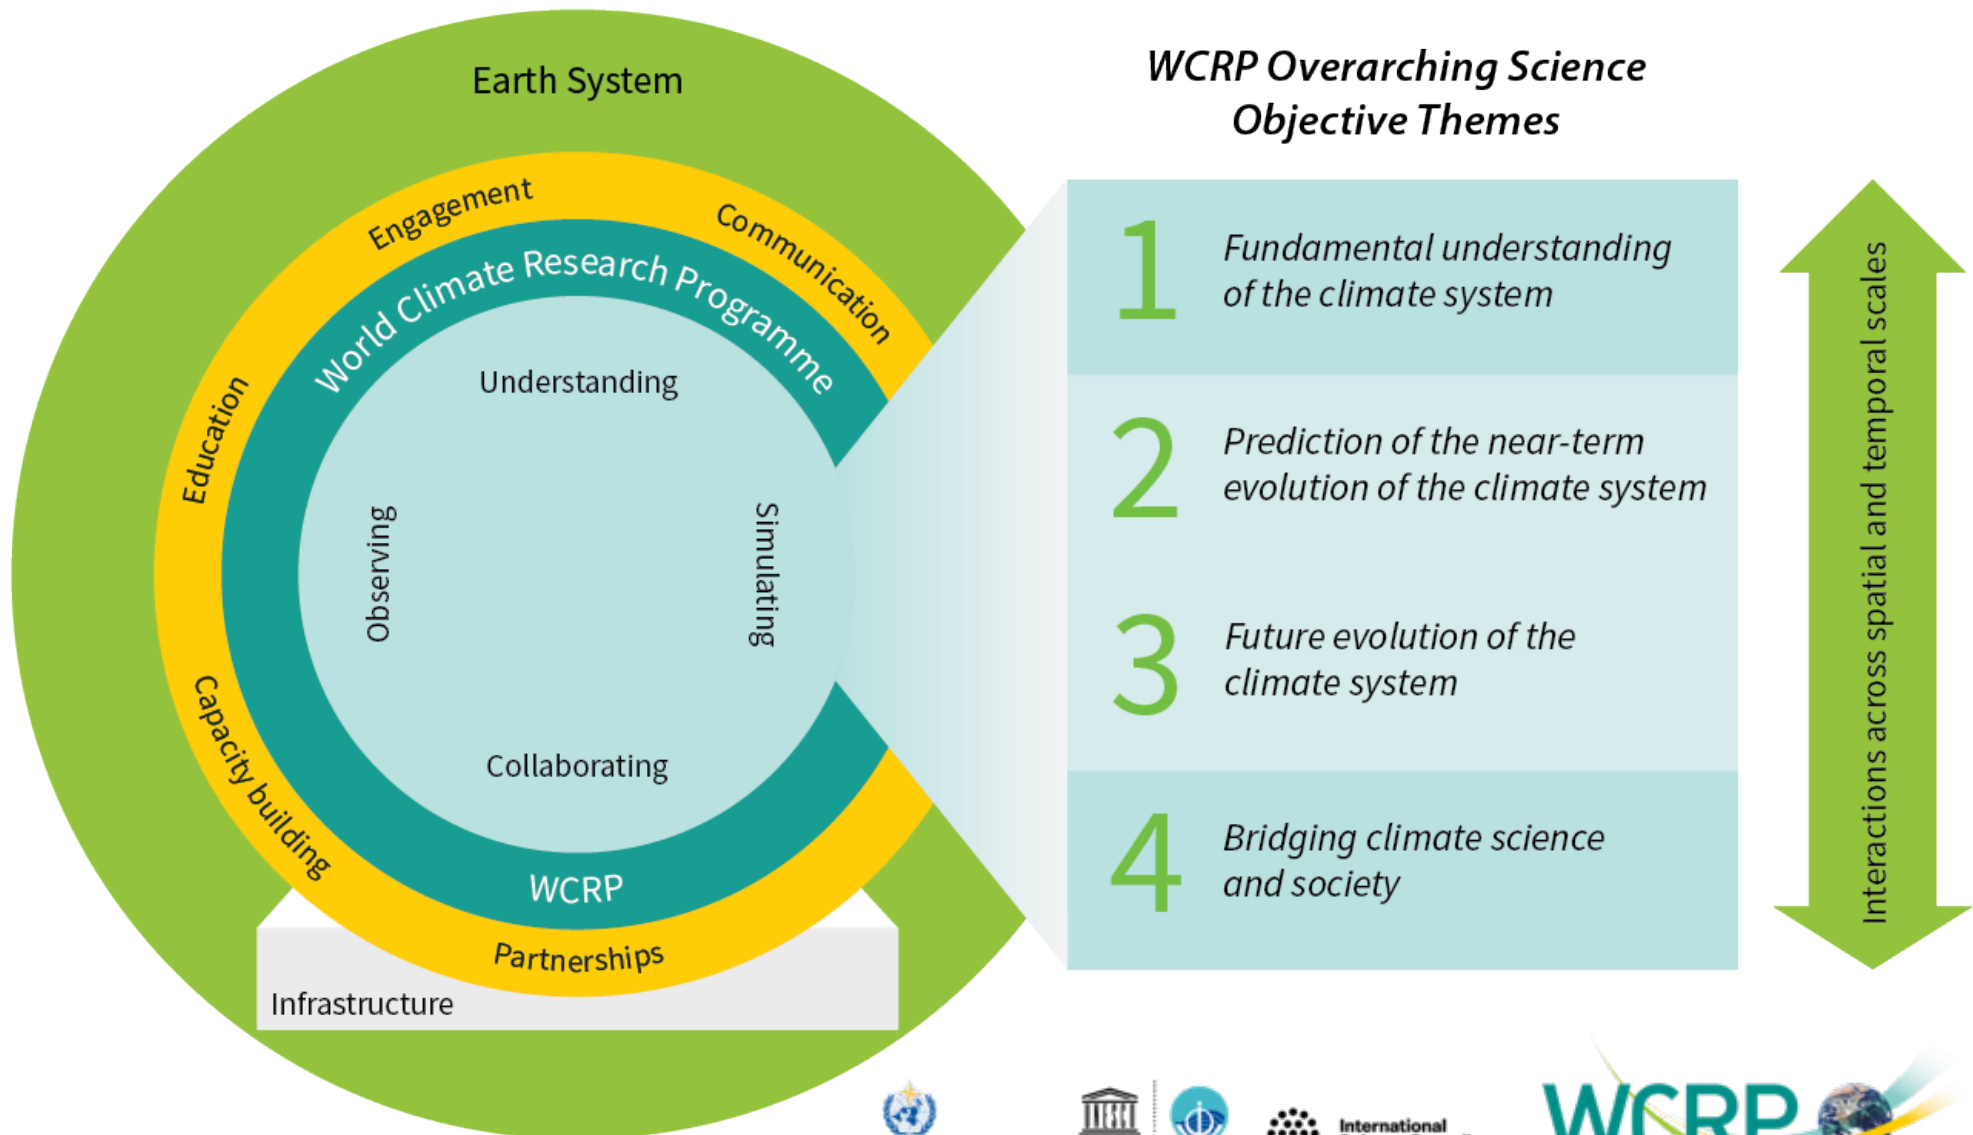 Earth System
Engagement
Communication
Education
Capacity building
Partnerships
World Climate Research Programme
WCRP
Understanding
Observing
Simulating
Collaborating
Infrastructure
WCRP Overarching Science
Objective Themes
1
Fundamental understanding
of the climate system
2
Prediction of the near-term
evolution of the climate system
3
Future evolution of the
climate system
4
Bridging climate science
and society
Interactions across spatial and temporal scales
International
WCRP